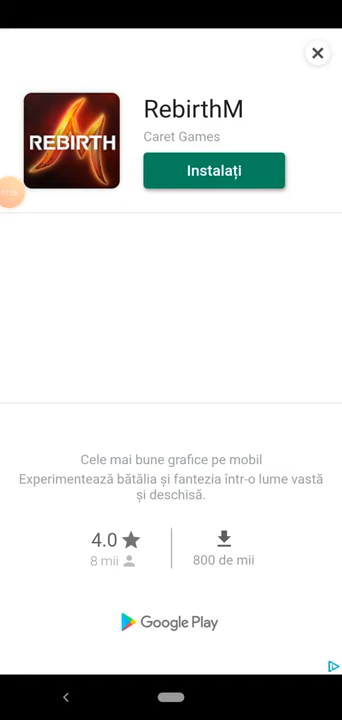 RebirthM
Caret Games
REBIRTH
Instalați
Cele mai bune grafice pe mobil
Experimentează bătălia și fantezia într-o lume vastă
și deschisă.
4.0
8 mii
800 de mii
Google Play